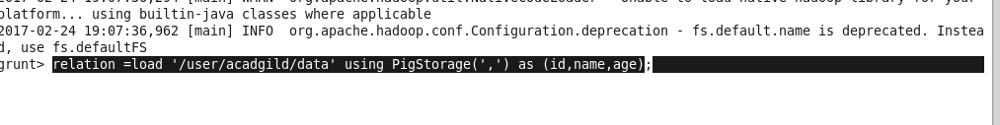 platform... using builtin-java classes where applicable
2017-02-24 19:07:36,962 [main] INFO  org.apache.hadoop.conf.Configuration.deprecation - fs.default.name is deprecated. Instea
d, use fs.defaultFS
grunt> relation =load '/user/acadgild/data' using PigStorage(',') as (id,name,age);